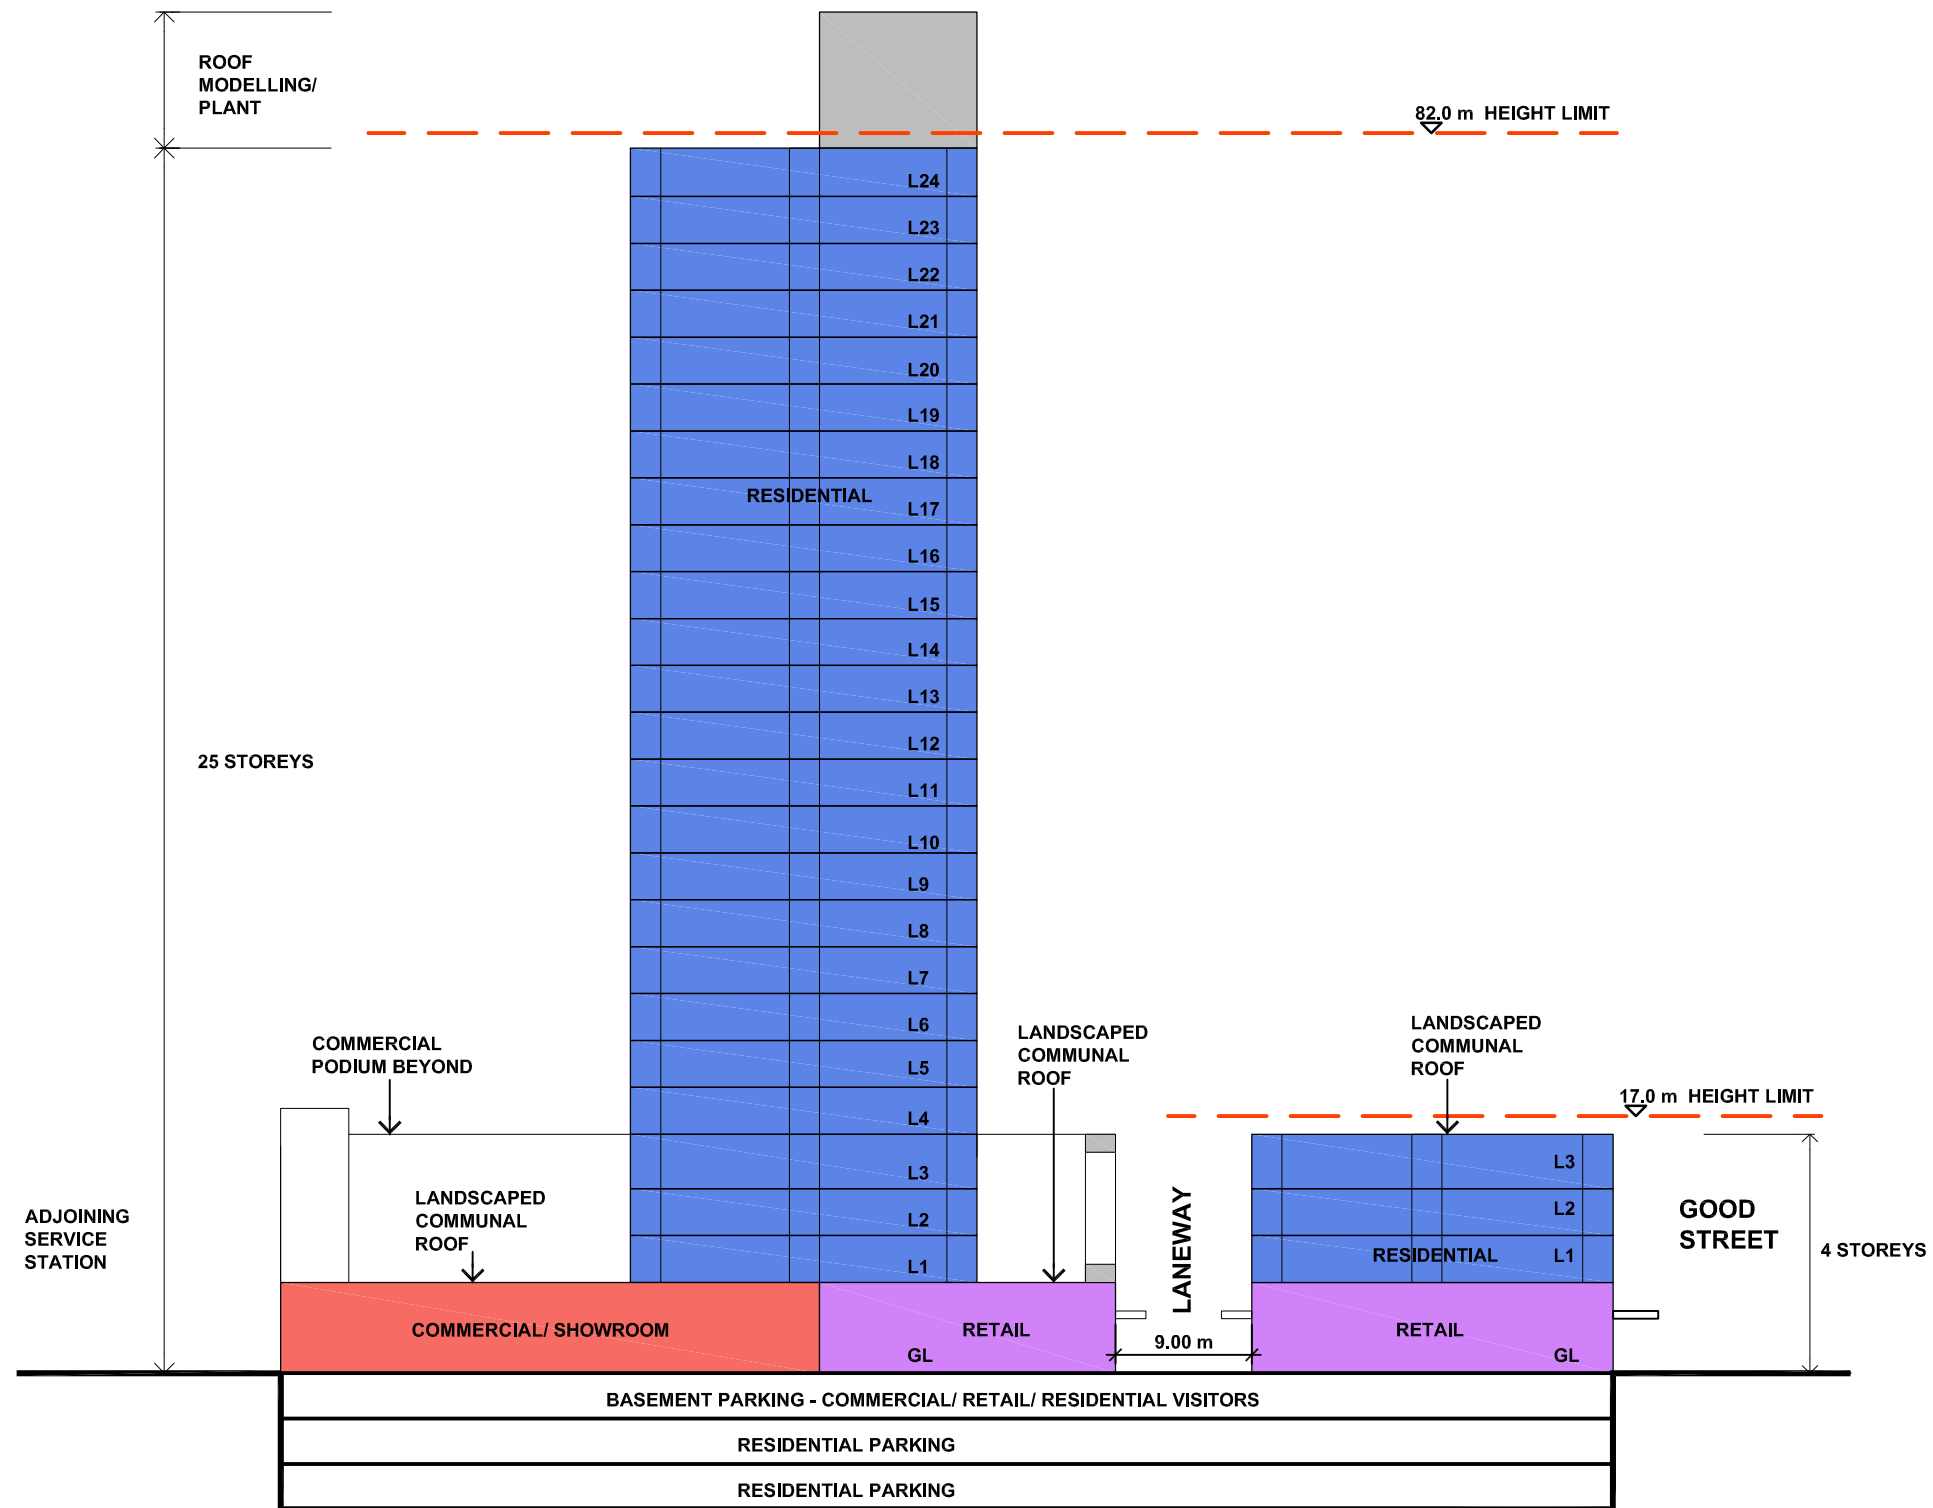 ROOF
MODELLING/
PLANT
82.0 m  HEIGHT LIMIT
L24
L23
L22
L21
L20
L19
L18
RESIDENTIAL
L17
L16
L15
L14
L13
25 STOREYS
L12
L11
L10
L9
L8
L7
L6
L5
L4
L3
L2
L1
COMMERCIAL
PODIUM BEYOND
LANDSCAPED
COMMUNAL
ROOF
LANDSCAPED
COMMUNAL
ROOF
17.0 m  HEIGHT LIMIT
LANDSCAPED
COMMUNAL
ROOF
ADJOINING
SERVICE
STATION
LANEWAY
L3
L2
RESIDENTIAL
L1
GOOD
STREET
4 STOREYS
COMMERCIAL/ SHOWROOM
RETAIL
GL
9.00 m
RETAIL
GL
BASEMENT PARKING - COMMERCIAL/ RETAIL/ RESIDENTIAL VISITORS
RESIDENTIAL PARKING
RESIDENTIAL PARKING